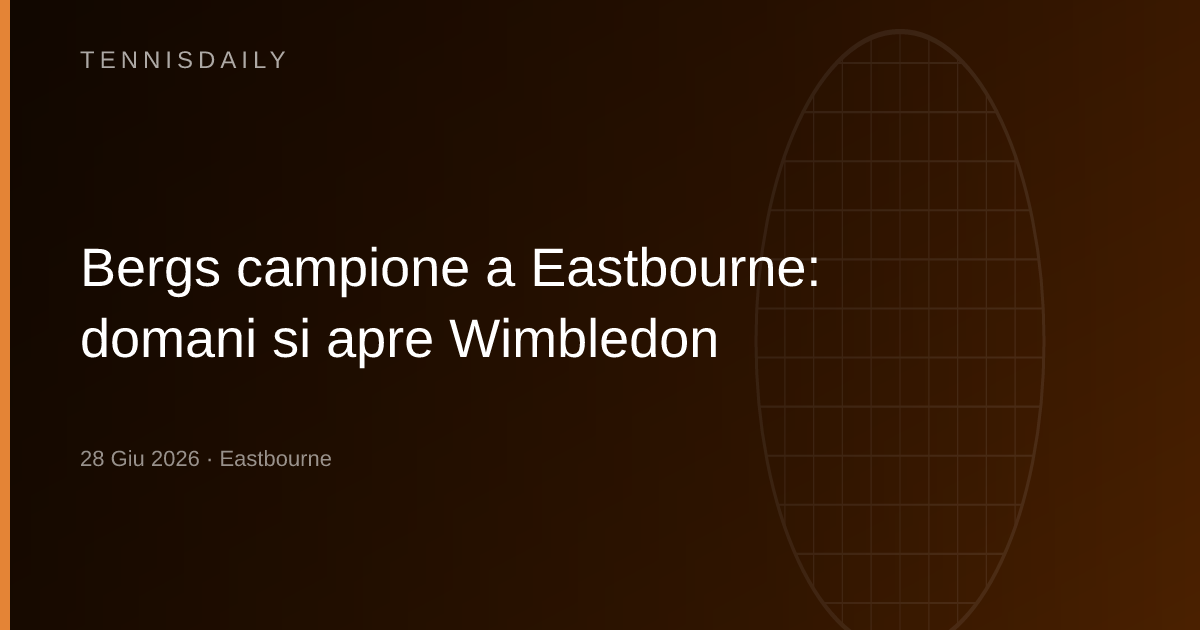 TENNISDAILY
Bergs campione a Eastbourne:
domani si apre Wimbledon
28 Giu 2026 · Eastbourne